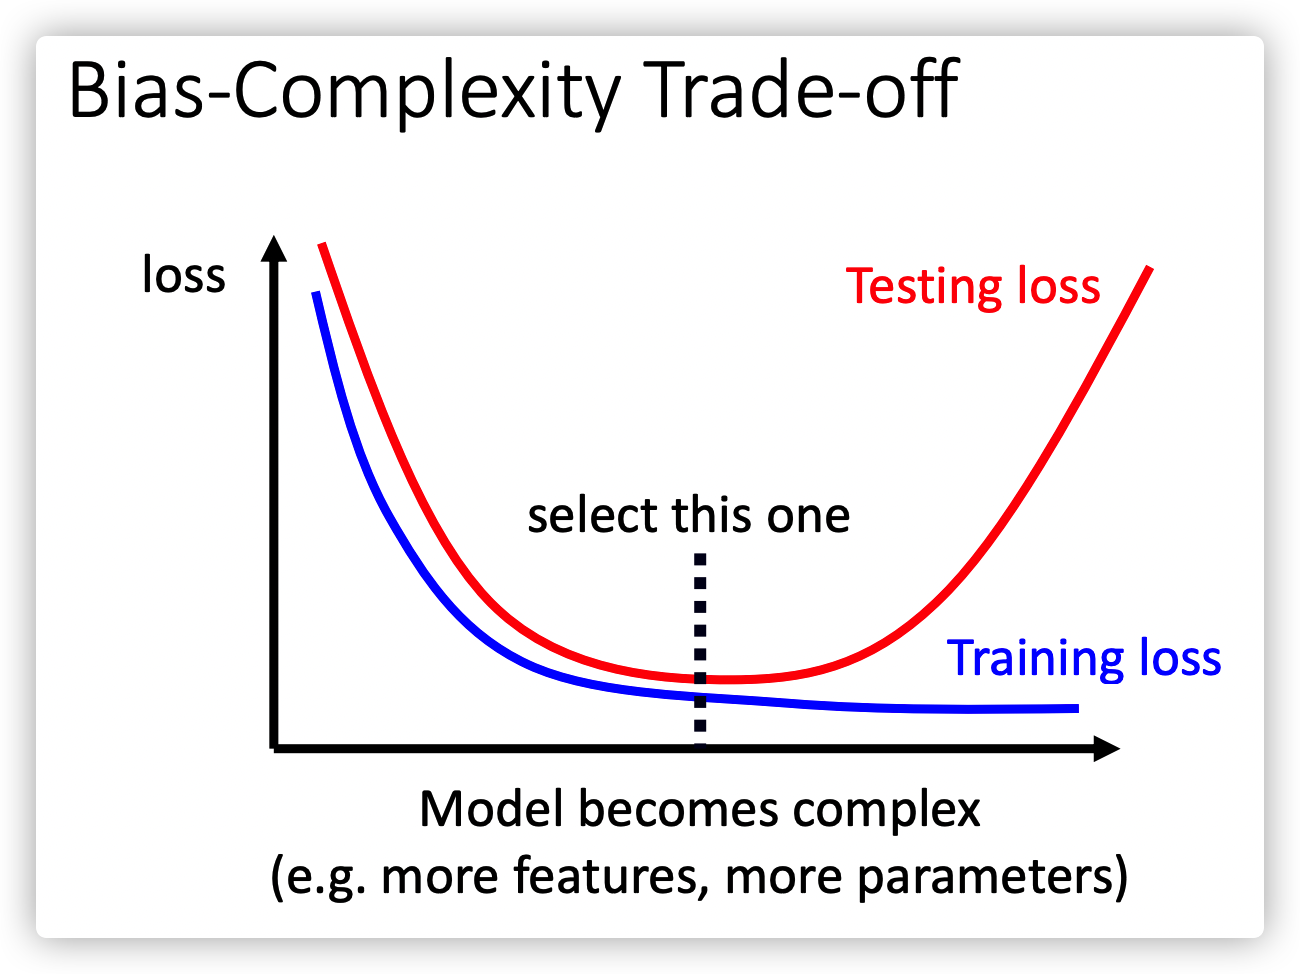 Bias-Complexity Trade-off
loss
Testing loss
select this one
Training loss
Model becomes complex
(e.g. more features, more parameters)